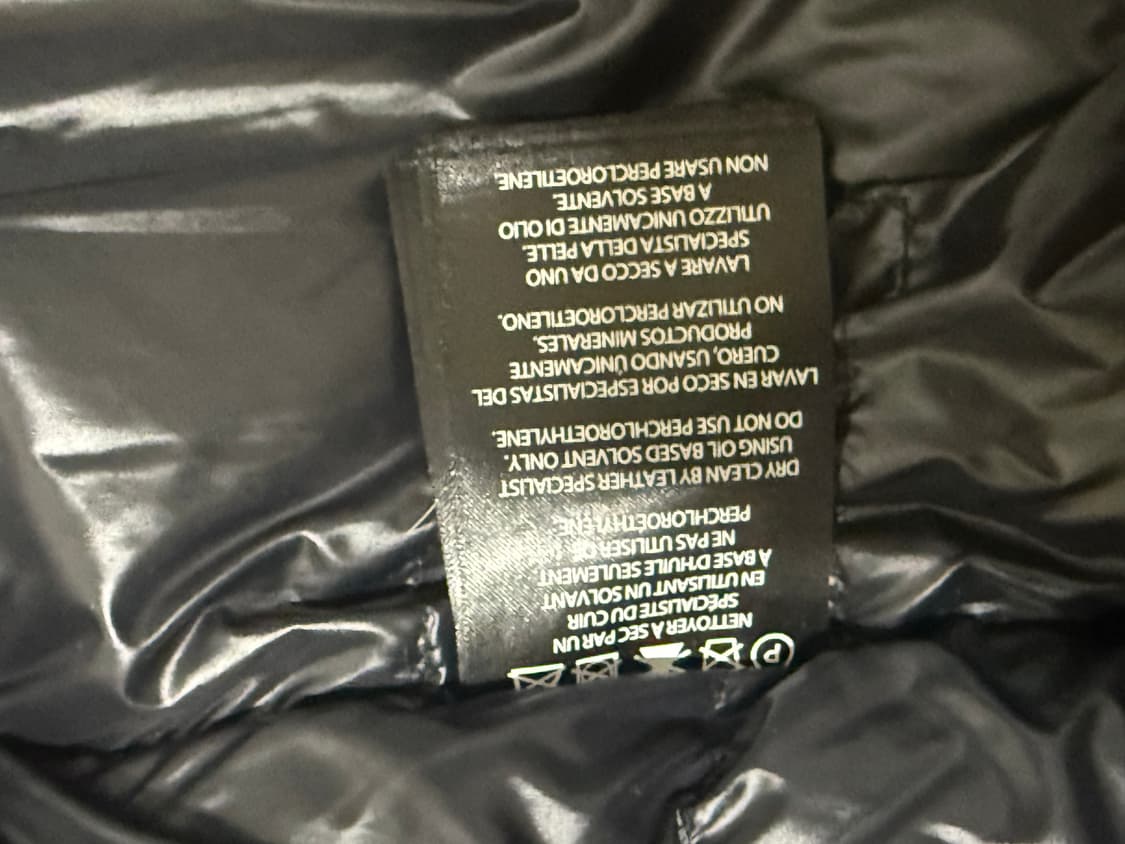 P
NETTOYER À SEC PAR UN
SPÉCIALISTE DU CUIR
EN UTILISANT UN SOLVANT
A BASE D'HUILE SEULEMENT
NE PAS UTILISER DE
PERCHLOROÉTHYLÈNE.
DRY CLEAN BY LEATHER SPECIALIST
USING OIL BASED SOLVENT ONLY.
DO NOT USE PERCHLOROETHYLENE.
LAVAR EN SECO POR ESPECIALISTAS DEL
CUERO, USANDO ÚNICAMENTE
PRODUCTOS MINERALES.
NO UTILIZAR PERCLOROETILENO.
LAVARE A SECCO DA UNO
SPECIALISTA DELLA PELLE.
UTILIZZO UNICAMENTE DI OLIO
A BASE SOLVENTE.
NON USARE PERCLOROETILENE.